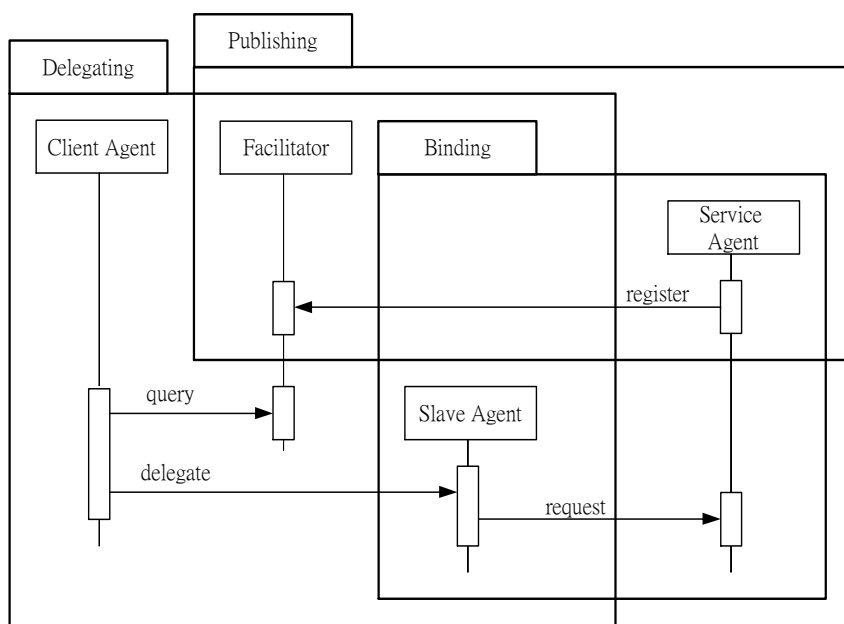 Publishing
Delegating
Client Agent
Facilitator
Binding
Service
Agent
register
query
Slave Agent
delegate
request